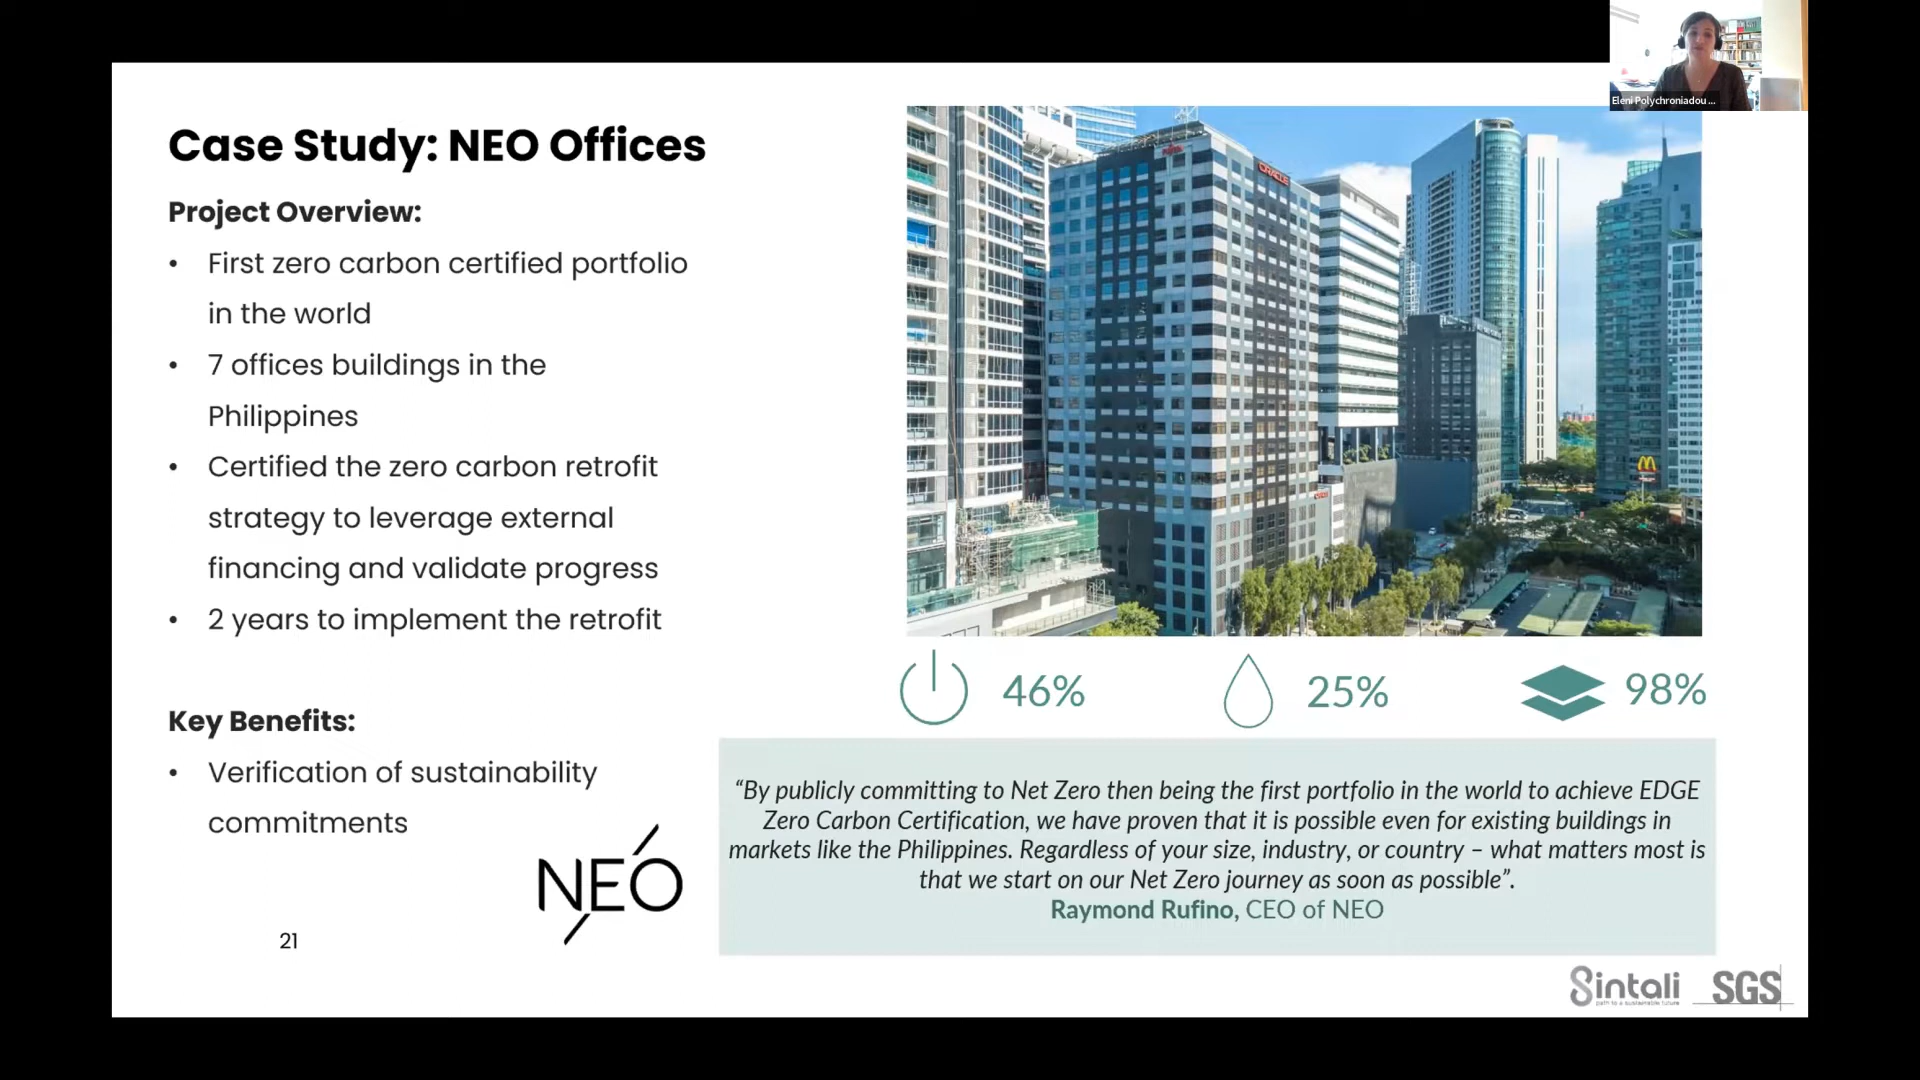 Eleni Polychroniadou ...
Case Study: NEO Offices
Project Overview:
• First zero carbon certified portfolio
in the world
• 7 offices buildings in the
Philippines
• Certified the zero carbon retrofit
strategy to leverage external
financing and validate progress
• 2 years to implement the retrofit
Key Benefits:
• Verification of sustainability
commitments
NEO
21
ORACLE
46%
25%
98%
“By publicly committing to Net Zero then being the first portfolio in the world to achieve EDGE
Zero Carbon Certification, we have proven that it is possible even for existing buildings in
markets like the Philippines. Regardless of your size, industry, or country – what matters most is
that we start on our Net Zero journey as soon as possible”.
Raymond Rufino, CEO of NEO
Sintali
path to a sustainable future
SGS